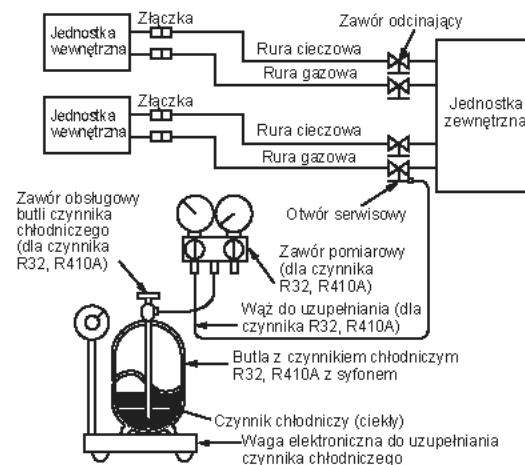 Jednostka
wewnętrzna
Złączka
Zawór odcinający
Rura cieczowa
Rura gazowa
Jednostka
wewnętrzna
Złączka
Rura cieczowa
Rura gazowa
Jednostka
zewnętrzna
Zawór obsługowy
butli czynnika
chłodniczego
(dla czynnika
R32, R410A)
Otwór serwisowy
Zawór pomiarowy
(dla czynnika
R32, R410A)
Wąż do uzupełniania (dla
czynnika R32, R410A)
Butla z czynnikiem chłodniczym
R32, R410A z syfonem
Czynnik chłodniczy (ciekły)
Waga elektroniczna do uzupełniania
czynnika chłodniczego